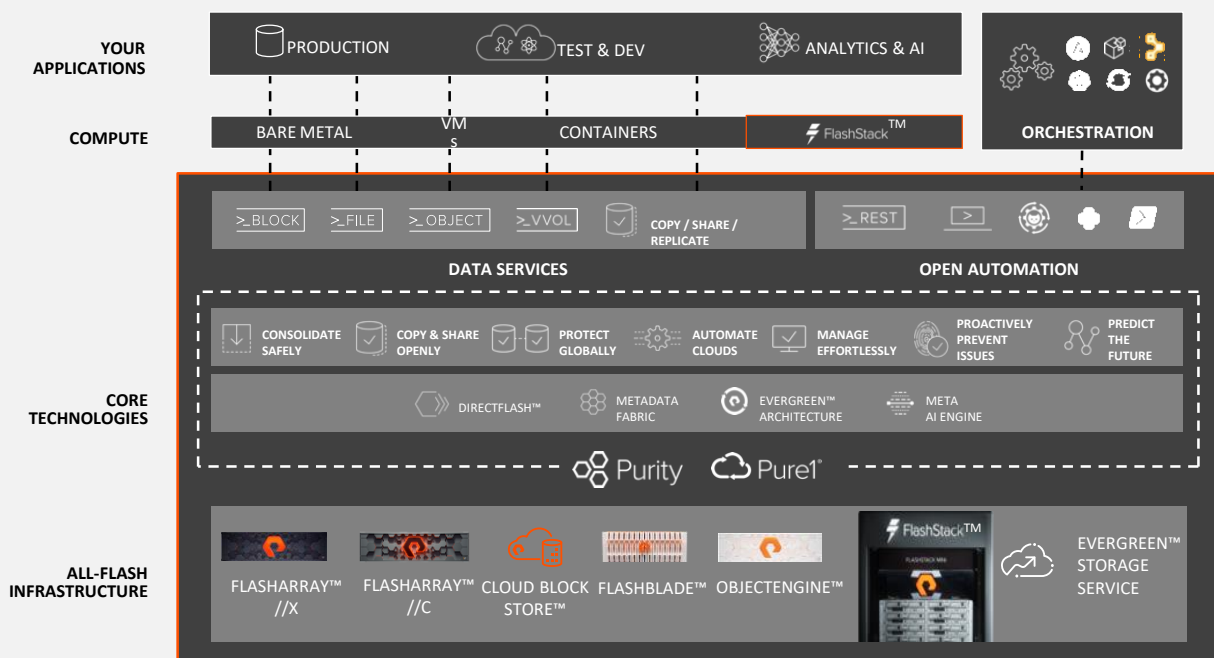 YOUR
APPLICATIONS
PRODUCTION
TEST & DEV
ANALYTICS & AI
ORCHESTRATION
COMPUTE
BARE METAL
VM
s
CONTAINERS
FlashStack™
>_BLOCK
>_FILE
>_OBJECT
>_VVOL
COPY / SHARE /
REPLICATE
>_REST
DATA SERVICES
OPEN AUTOMATION
CORE
TECHNOLOGIES
CONSOLIDATE
SAFELY
COPY & SHARE
OPENLY
PROTECT
GLOBALLY
AUTOMATE
CLOUDS
MANAGE
EFFORTLESSLY
PROACTIVELY
PREVENT
ISSUES
PREDICT
THE
FUTURE
DIRECTFLASH™
METADATA
FABRIC
EVERGREEN™
ARCHITECTURE
META
AI ENGINE
Purity
Pure1®
ALL-FLASH
INFRASTRUCTURE
FLASHARRAY™
//X
FLASHARRAY™
//C
CLOUD BLOCK
STORE™
FLASHBLADE™
OBJECTENGINE™
FlashStack™
FLASHSTACK MINI
EVERGREEN™
STORAGE
SERVICE